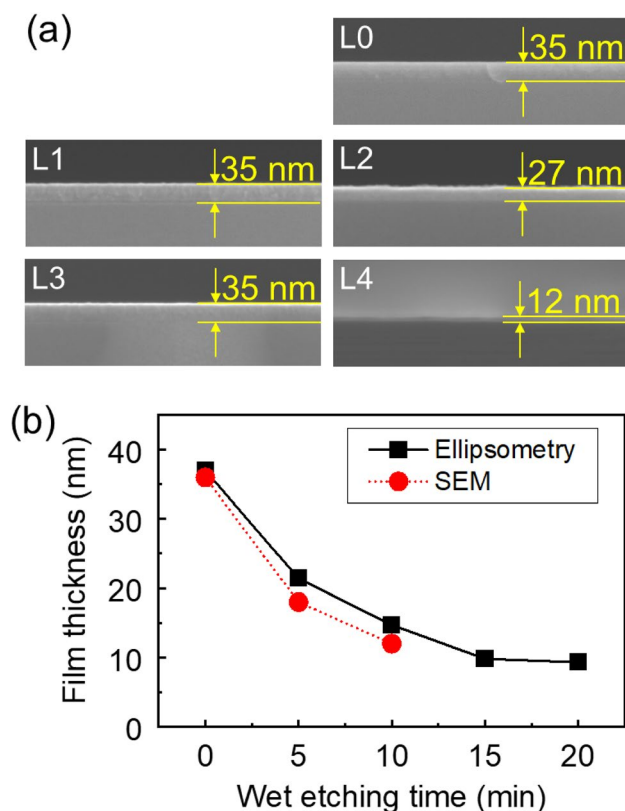 (a)
L0
35 nm
L1
35 nm
L2
27 nm
L3
35 nm
L4
12 nm
(b)
Film thickness (nm)
40
30
20
10
0
Ellipsometry
SEM
0 5 10 15 20
Wet etching time (min)